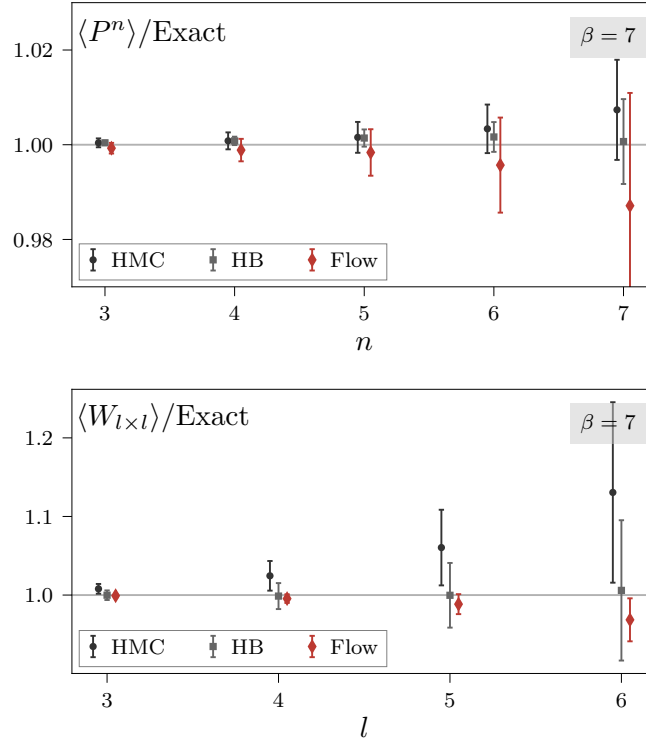 ⟨Pⁿ⟩/Exact
β = 7
1.02
1.00
0.98
HMC HB Flow
3 4 5 6 7
n
⟨W_{l×l}⟩/Exact
β = 7
1.2
1.1
1.0
HMC HB Flow
3 4 5 6
l